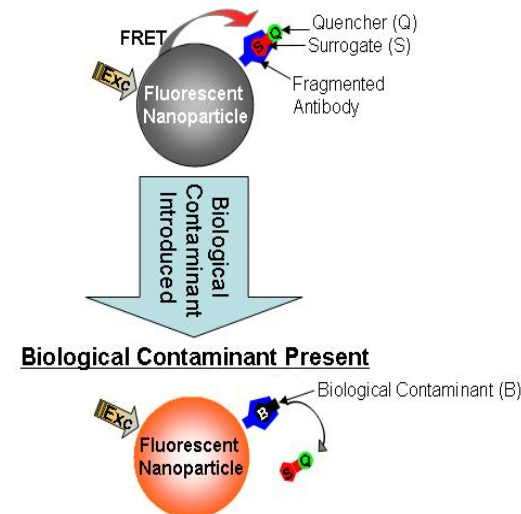 FRET
Quencher (Q)
Surrogate (S)
Q
S
Fragmented
Antibody
Exc
Fluorescent
Nanoparticle
Biological
Contaminant
Introduced
Biological Contaminant Present
Exc
Biological Contaminant (B)
B
Fluorescent
Nanoparticle
Q
S